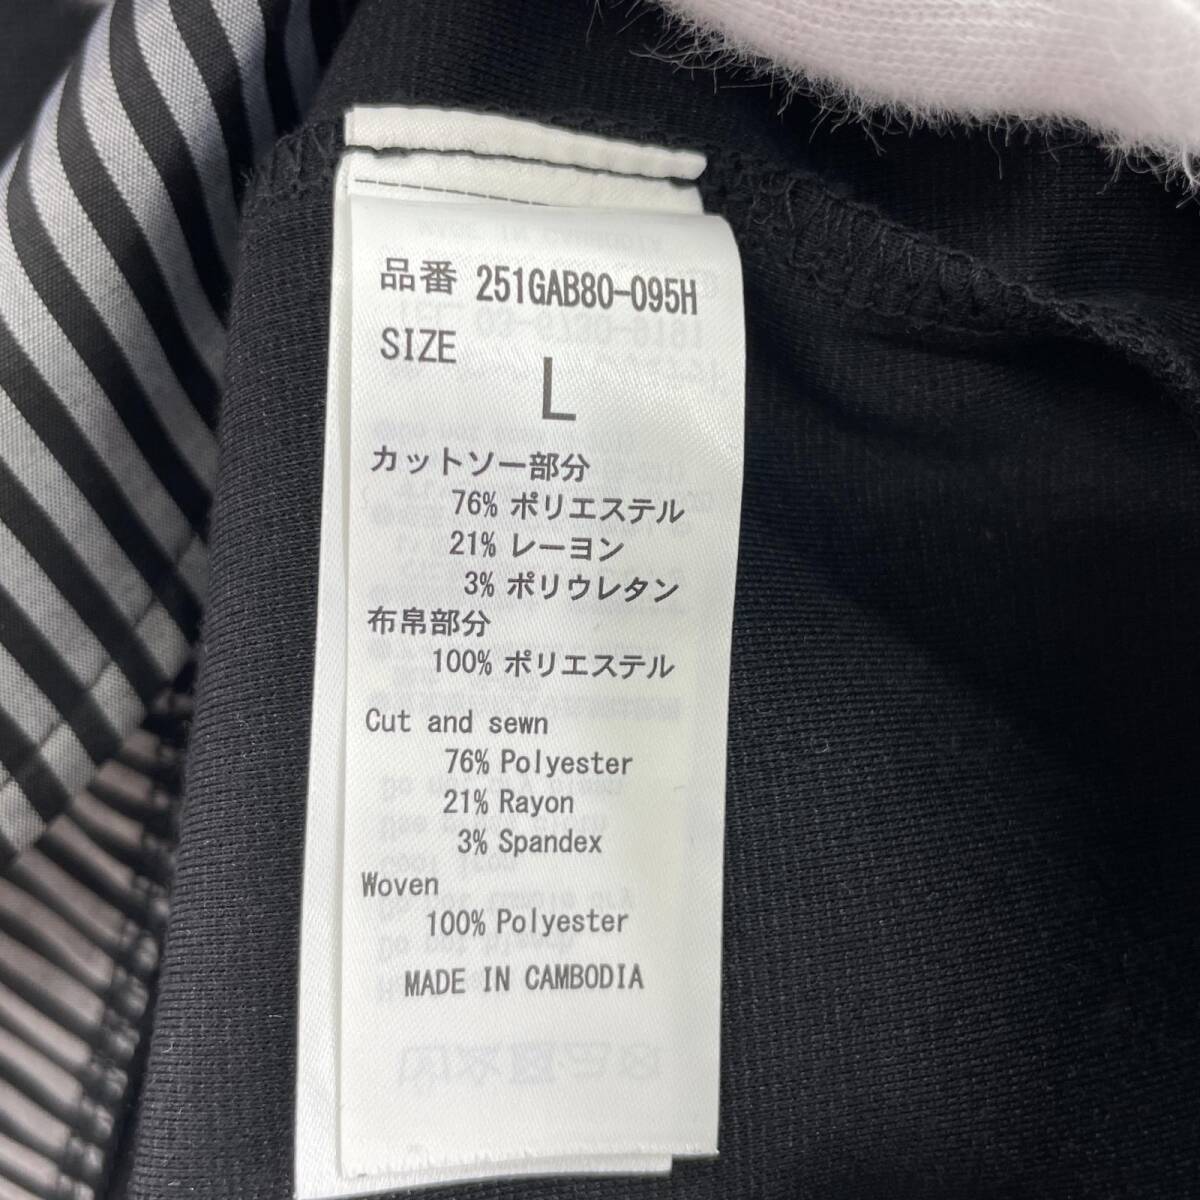 品番 251GAB80-095H
SIZE
L
カットソー部分
76% ポリエステル
21% レーヨン
3% ポリウレタン
布帛部分
100% ポリエステル
Cut and sewn
76% Polyester
21% Rayon
3% Spandex
Woven
100% Polyester
MADE IN CAMBODIA